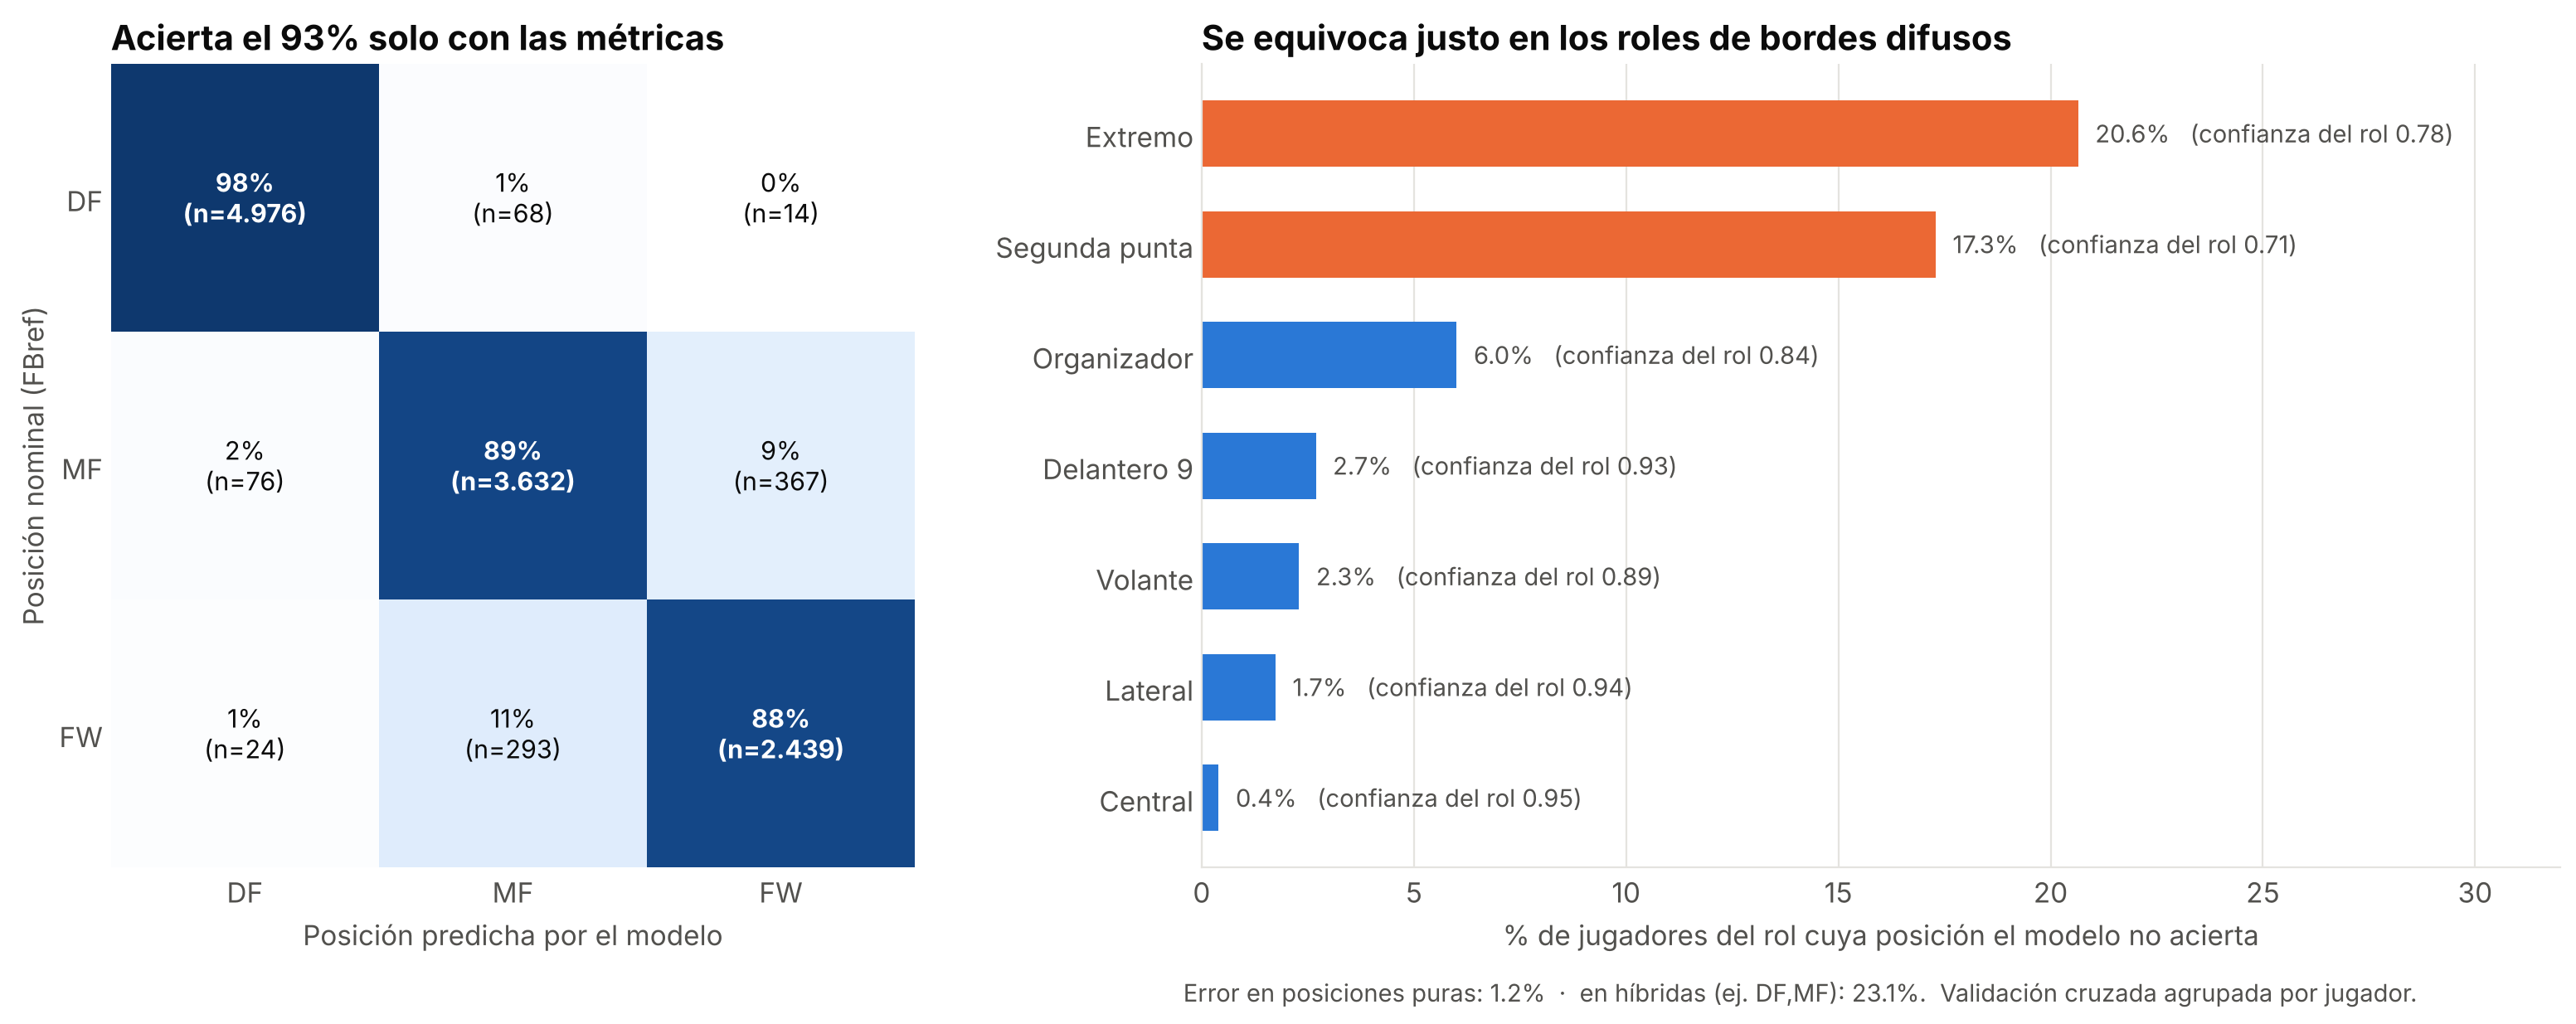 Acierta el 93% solo con las métricas
Posición nominal (FBref)
DF
98%
(n=4.976)
1%
(n=68)
0%
(n=14)
MF
2%
(n=76)
89%
(n=3.632)
9%
(n=367)
FW
1%
(n=24)
11%
(n=293)
88%
(n=2.439)
DF
MF
FW
Posición predicha por el modelo
Se equivoca justo en los roles de bordes difusos
Extremo
20.6% (confianza del rol 0.78)
Segunda punta
17.3% (confianza del rol 0.71)
Organizador
6.0% (confianza del rol 0.84)
Delantero 9
2.7% (confianza del rol 0.93)
Volante
2.3% (confianza del rol 0.89)
Lateral
1.7% (confianza del rol 0.94)
Central
0.4% (confianza del rol 0.95)
0
5
10
15
20
25
30
% de jugadores del rol cuya posición el modelo no acierta
Error en posiciones puras: 1.2% · en híbridas (ej. DF,MF): 23.1%. Validación cruzada agrupada por jugador.